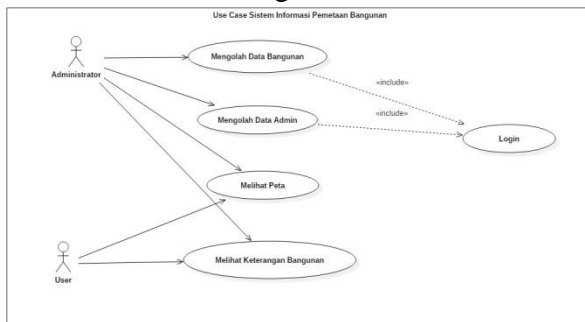 Use Case Sistem Informasi Pemetaan Bangunan
Administrator
Mengolah Data Bangunan
«include»
«include»
Mengolah Data Admin
Login
Melihat Peta
Melihat Keterangan Bangunan
User